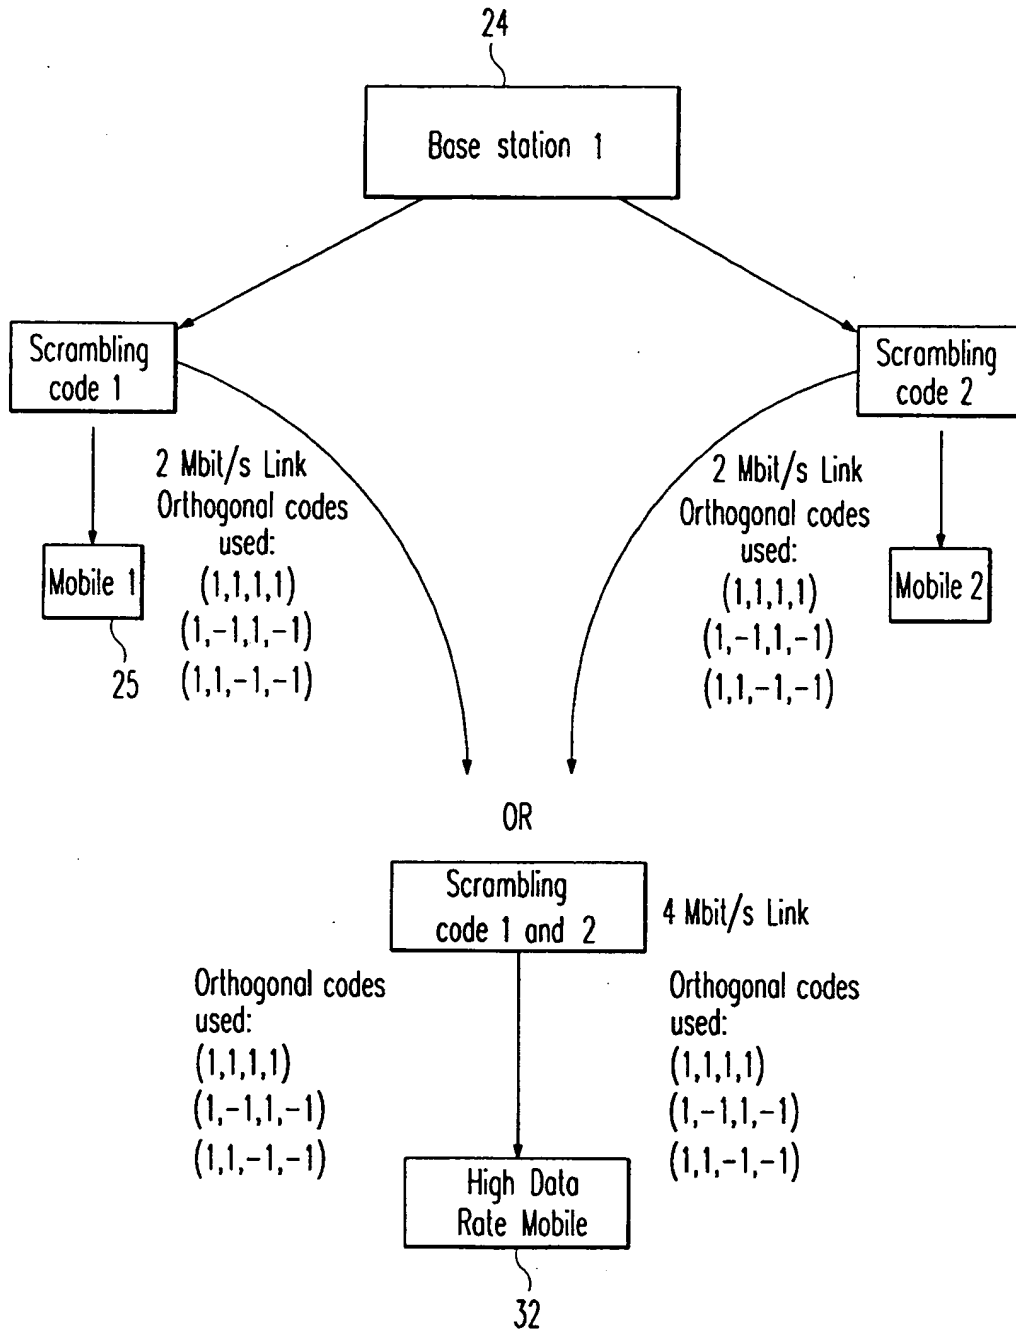 24
Base station 1
Scrambling
code 1
Scrambling
code 2
2 Mbit/s Link
Orthogonal codes
used:
(1,1,1,1)
(1,-1,1,-1)
(1,1,-1,-1)
2 Mbit/s Link
Orthogonal codes
used:
(1,1,1,1)
(1,-1,1,-1)
(1,1,-1,-1)
Mobile 1
25
Mobile 2
OR
Scrambling
code 1 and 2
4 Mbit/s Link
Orthogonal codes
used:
(1,1,1,1)
(1,-1,1,-1)
(1,1,-1,-1)
Orthogonal codes
used:
(1,1,1,1)
(1,-1,1,-1)
(1,1,-1,-1)
High Data
Rate Mobile
32